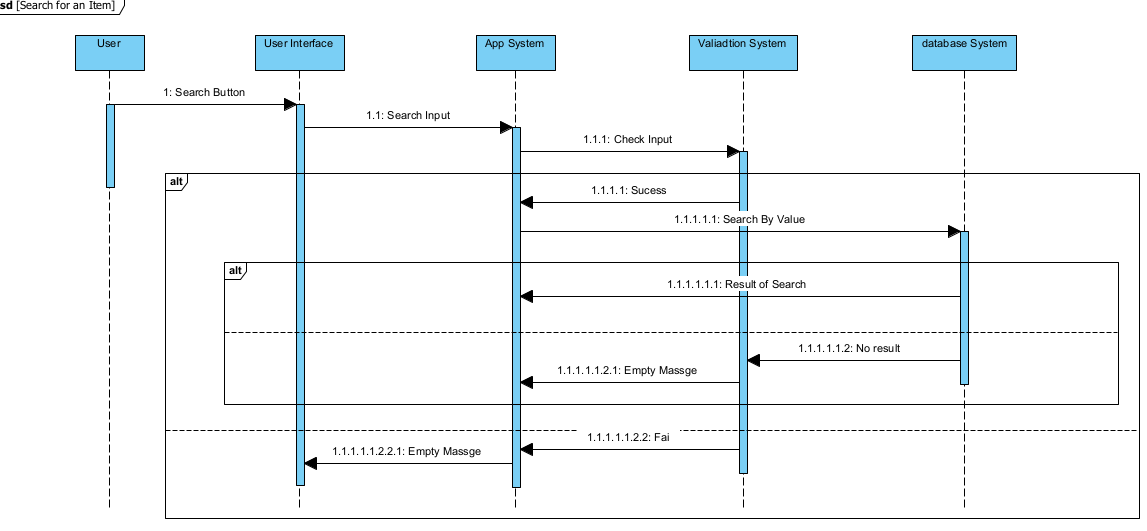 sd [Search for an Item]
User
User Interface
App System
Valiadtion System
database System
1: Search Button
1.1: Search Input
1.1.1: Check Input
alt
1.1.1.1: Sucess
1.1.1.1.1: Search By Value
alt
1.1.1.1.1.1: Result of Search
1.1.1.1.1.2: No result
1.1.1.1.1.2.1: Empty Massge
1.1.1.1.1.2.2: Fai
1.1.1.1.1.2.2.1: Empty Massge